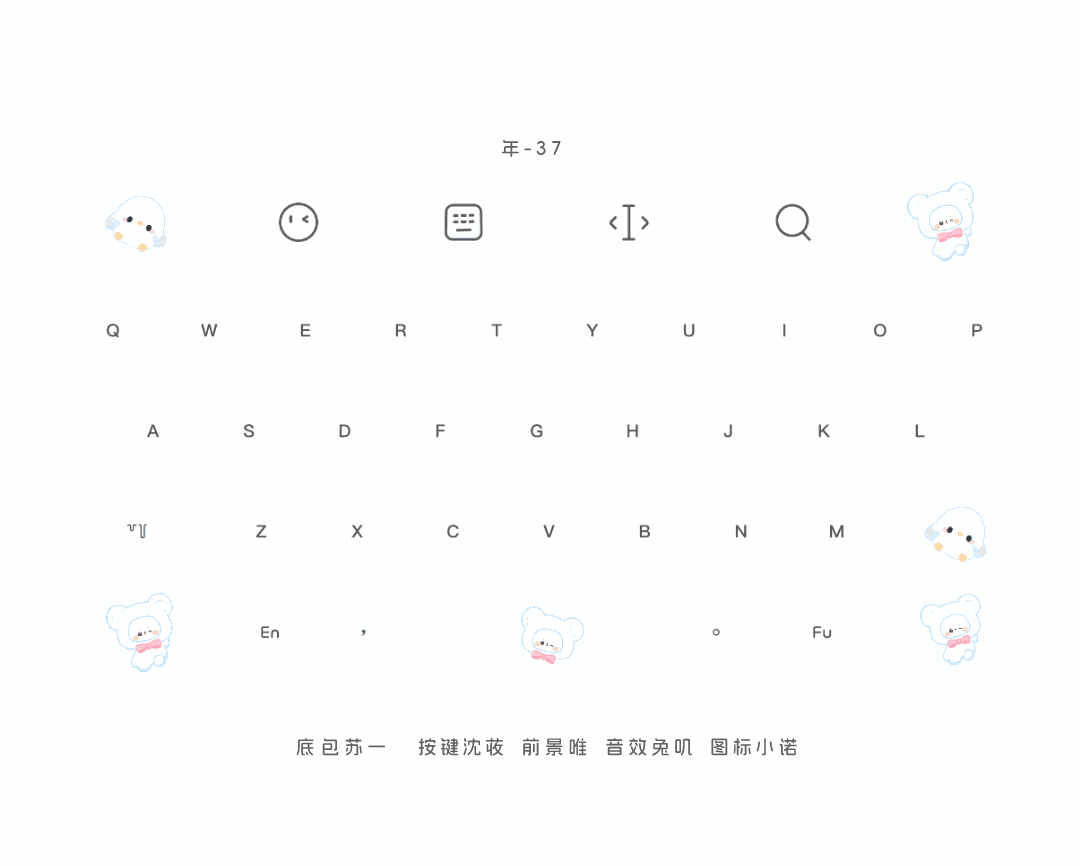 年-37
Q W E R T Y U I O P
A S D F G H J K L
Z X C V B N M
En , 。 Fu
底包苏一 按键沈妆 前景唯 音效兔叽 图标小诺